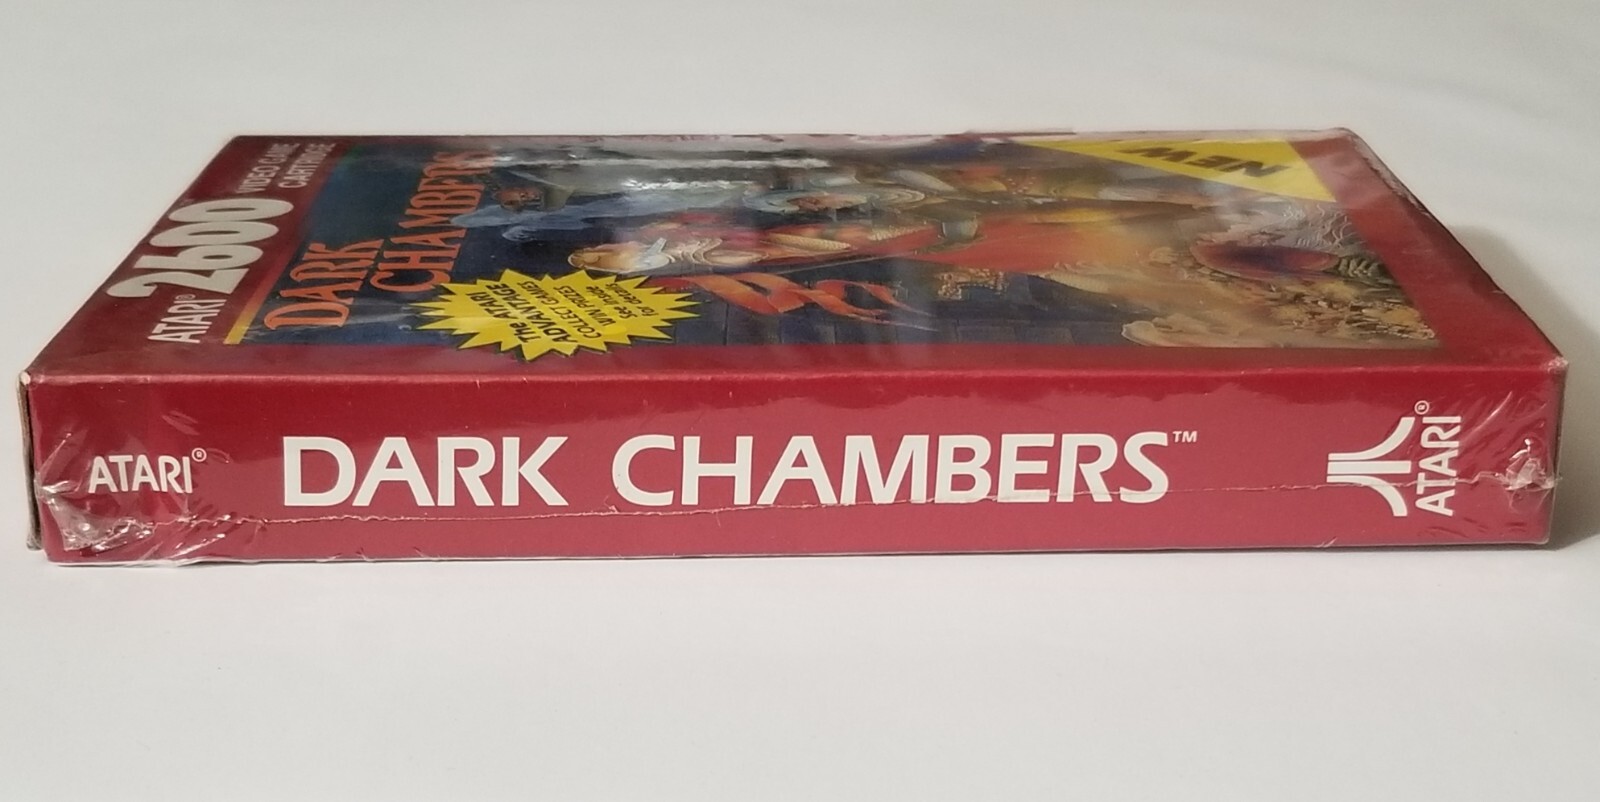 ATARI® 2600
VIDEO GAME
CARTRIDGE
DARK
CHAMBERS
NEW
The ATARI
ADVANTAGE
COLLECT GAMES
WIN PRIZES
See inside
for details
ATARI®
DARK CHAMBERS™
ATARI®